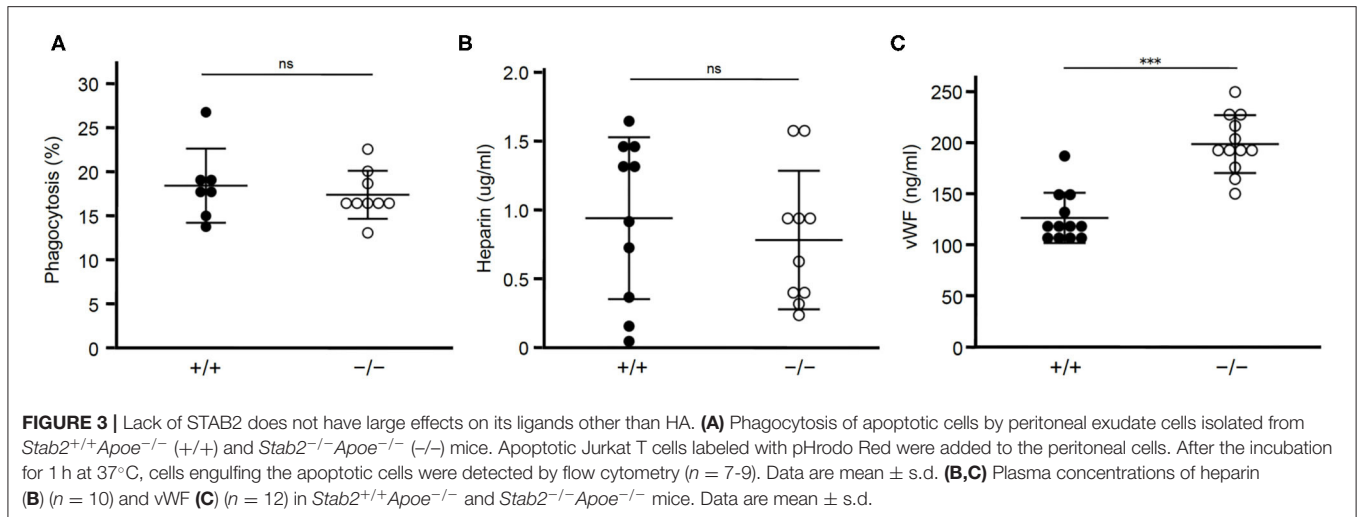 A
B
C
ns
ns
***
Phagocytosis (%)
30
25
20
15
10
5
0
+/+
−/−
Heparin (ug/ml)
2.0
1.5
1.0
0.5
0
+/+
−/−
vWF (ng/ml)
250
200
150
100
50
0
+/+
−/−
FIGURE 3 | Lack of STAB2 does not have large effects on its ligands other than HA. (A) Phagocytosis of apoptotic cells by peritoneal exudate cells isolated from
Stab2+/+Apoe−/− (+/+) and Stab2−/−Apoe−/− (–/–) mice. Apoptotic Jurkat T cells labeled with pHrodo Red were added to the peritoneal cells. After the incubation
for 1 h at 37°C, cells engulfing the apoptotic cells were detected by flow cytometry (n = 7-9). Data are mean ± s.d. (B,C) Plasma concentrations of heparin
(B) (n = 10) and vWF (C) (n = 12) in Stab2+/+Apoe−/− and Stab2−/−Apoe−/− mice. Data are mean ± s.d.